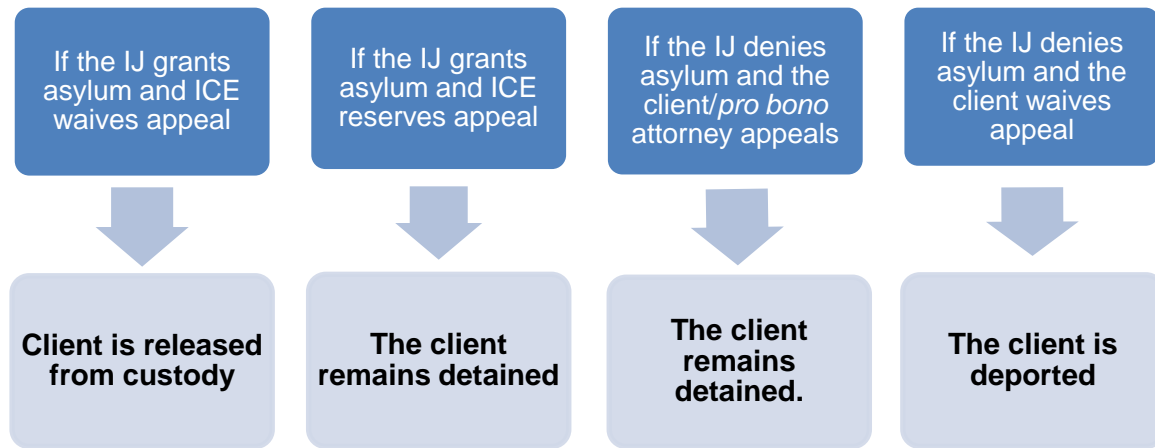 If the IJ grants
asylum and ICE
waives appeal
If the IJ grants
asylum and ICE
reserves appeal
If the IJ denies
asylum and the
client/pro bono
attorney appeals
If the IJ denies
asylum and the
client waives
appeal
Client is released
from custody
The client
remains detained
The client
remains
detained.
The client is
deported